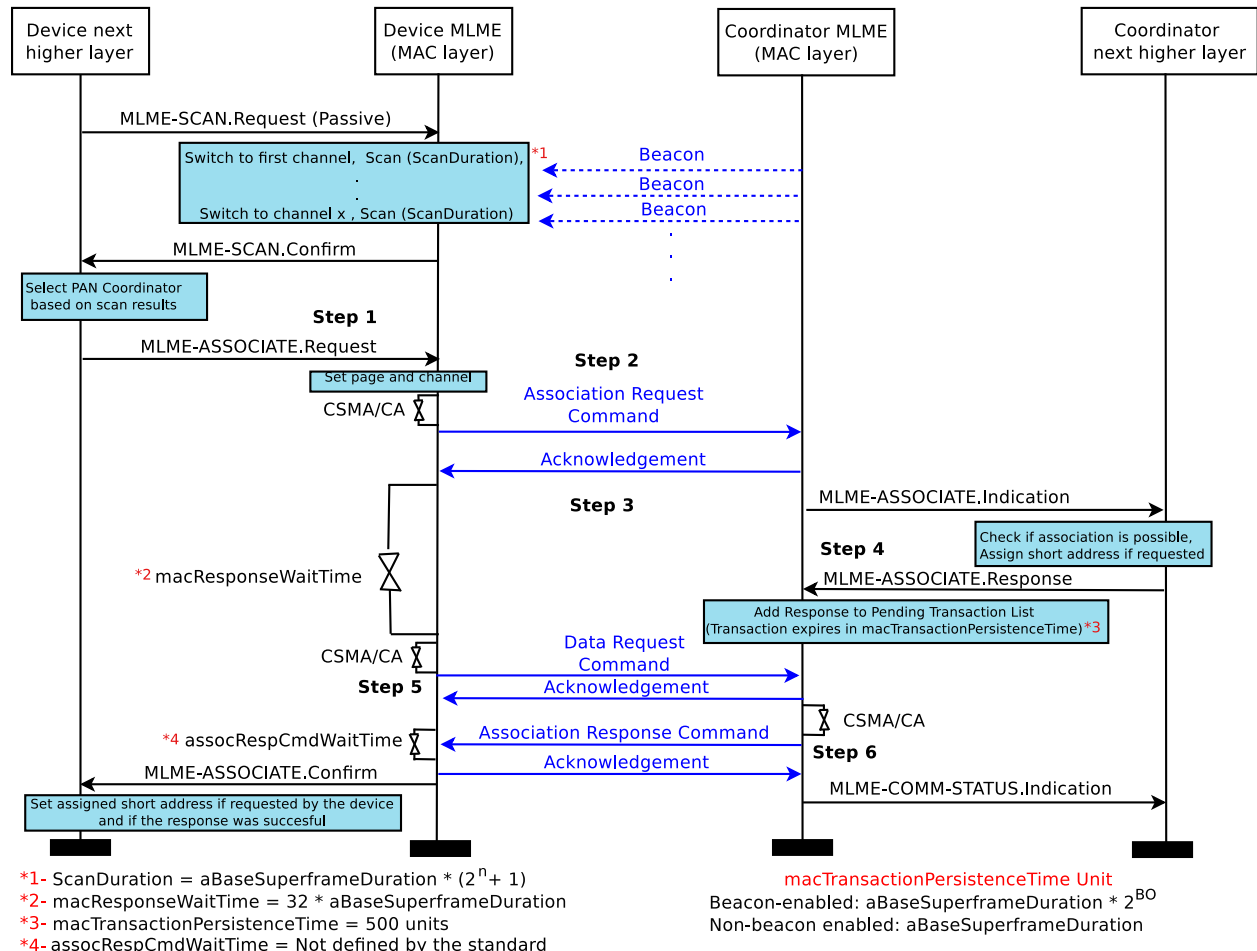 Device next
higher layer
Device MLME
(MAC layer)
Coordinator MLME
(MAC layer)
Coordinator
next higher layer
MLME-SCAN.Request (Passive)
Switch to first channel, Scan (ScanDuration),
.
.
Switch to channel x , Scan (ScanDuration)
*1
Beacon
Beacon
Beacon
.
.
.
MLME-SCAN.Confirm
Select PAN Coordinator
based on scan results
Step 1
MLME-ASSOCIATE.Request
Step 2
Set page and channel
CSMA/CA
Association Request
Command
Acknowledgement
Step 3
MLME-ASSOCIATE.Indication
Check if association is possible,
Assign short address if requested
Step 4
*2 macResponseWaitTime
MLME-ASSOCIATE.Response
Add Response to Pending Transaction List
(Transaction expires in macTransactionPersistenceTime) *3
CSMA/CA
Data Request
Command
Step 5
Acknowledgement
CSMA/CA
*4 assocRespCmdWaitTime
Association Response Command
Step 6
MLME-ASSOCIATE.Confirm
Acknowledgement
MLME-COMM-STATUS.Indication
Set assigned short address if requested by the device
and if the response was succesful
*1- ScanDuration = aBaseSuperframeDuration * (2^n + 1)
*2- macResponseWaitTime = 32 * aBaseSuperframeDuration
*3- macTransactionPersistenceTime = 500 units
*4- assocRespCmdWaitTime = Not defined by the standard
macTransactionPersistenceTime Unit
Beacon-enabled: aBaseSuperframeDuration * 2^BO
Non-beacon enabled: aBaseSuperframeDuration